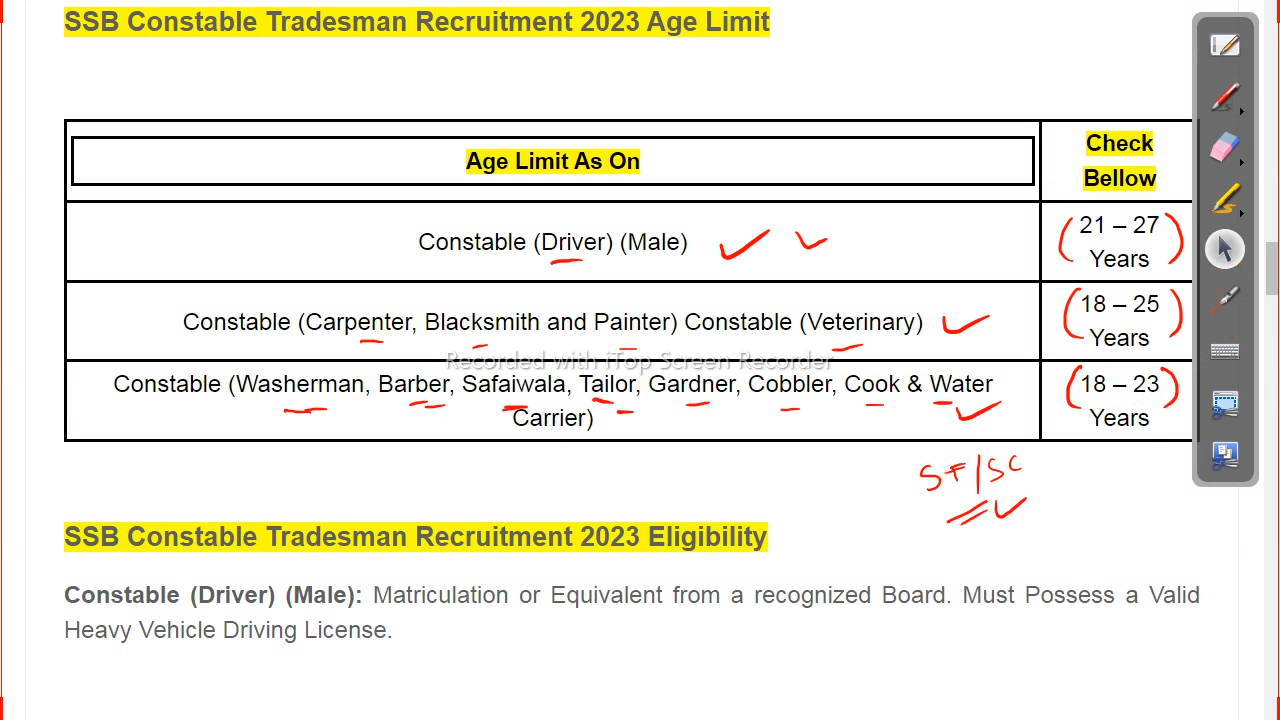 SSB Constable Tradesman Recruitment 2023 Age Limit
Age Limit As On
Check
Bellow
Constable (Driver) (Male)
21 – 27
Years
Constable (Carpenter, Blacksmith and Painter) Constable (Veterinary)
18 – 25
Years
Recorded with iTop Screen Recorder
Constable (Washerman, Barber, Safaiwala, Tailor, Gardner, Cobbler, Cook & Water
Carrier)
18 – 23
Years
ST/SC
SSB Constable Tradesman Recruitment 2023 Eligibility
Constable (Driver) (Male): Matriculation or Equivalent from a recognized Board. Must Possess a Valid
Heavy Vehicle Driving License.